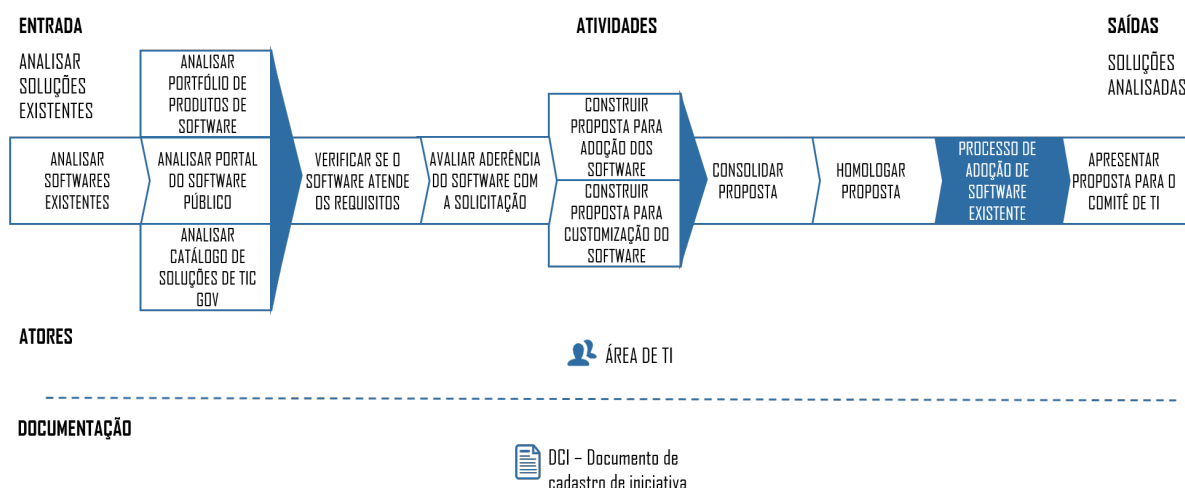 ENTRADA
ATIVIDADES
SAÍDAS
ANALISAR
SOLUÇÕES
EXISTENTES
SOLUÇÕES
ANALISADAS
ANALISAR
SOFTWARES
EXISTENTES
ANALISAR
PORTFÓLIO DE
PRODUTOS DE
SOFTWARE
ANALISAR PORTAL
DO SOFTWARE
PÚBLICO
ANALISAR
CATÁLOGO DE
SOLUÇÕES DE TIC
GOV
VERIFICAR SE O
SOFTWARE ATENDE
OS REQUISITOS
AVALIAR ADERÊNCIA
DO SOFTWARE COM
A SOLICITAÇÃO
CONSTRUIR
PROPOSTA PARA
ADOÇÃO DOS
SOFTWARE
CONSTRUIR
PROPOSTA PARA
CUSTOMIZAÇÃO DO
SOFTWARE
CONSOLIDAR
PROPOSTA
HOMOLOGAR
PROPOSTA
PROCESSO DE
ADOÇÃO DE
SOFTWARE
EXISTENTE
APRESENTAR
PROPOSTA PARA O
COMITÊ DE TI
ATORES
ÁREA DE TI
DOCUMENTAÇÃO
DCI – Documento de
cadastro de iniciativa